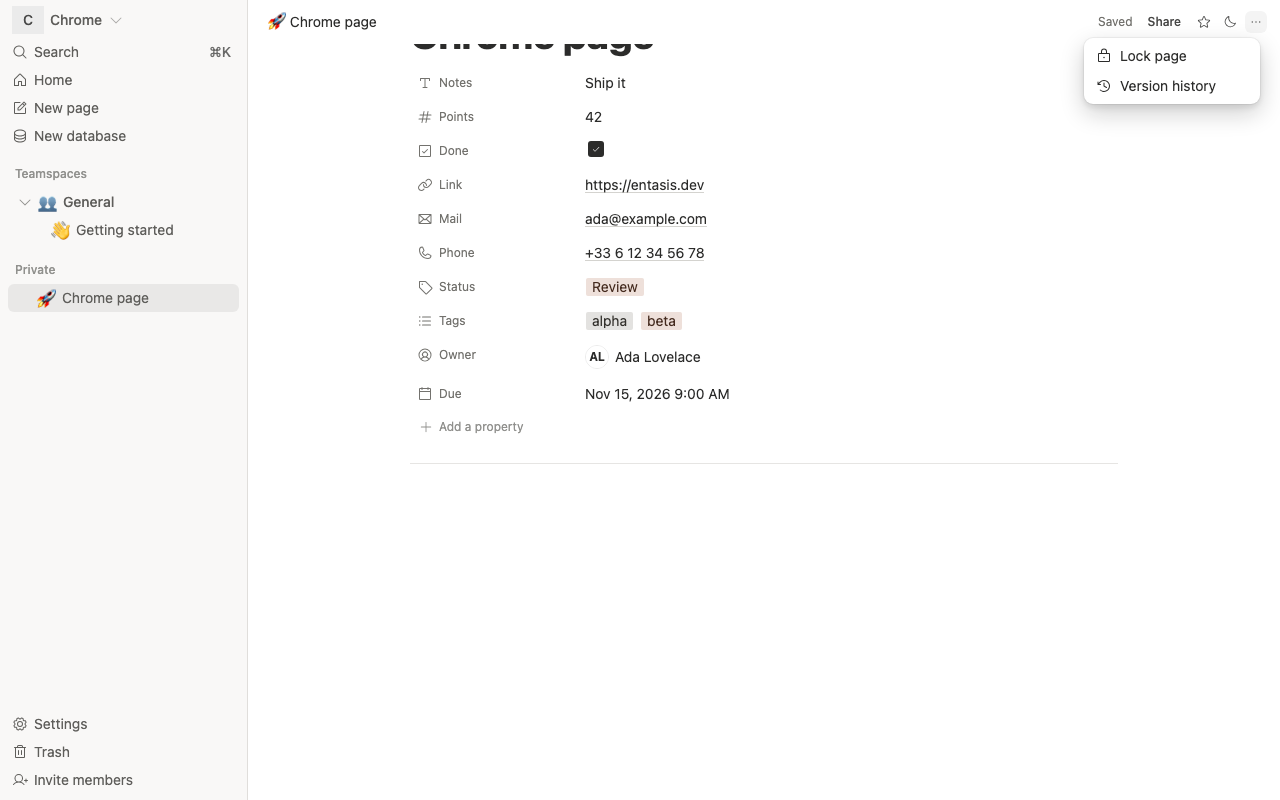 C Chrome
Search ⌘K
Home
New page
New database
Teamspaces
General
Getting started
Private
Chrome page
Settings
Trash
Invite members
Chrome page
Saved Share
Lock page
Version history
Chrome page
Notes Ship it
Points 42
Done
Link https://entasis.dev
Mail ada@example.com
Phone +33 6 12 34 56 78
Status Review
Tags alpha beta
Owner AL Ada Lovelace
Due Nov 15, 2026 9:00 AM
Add a property